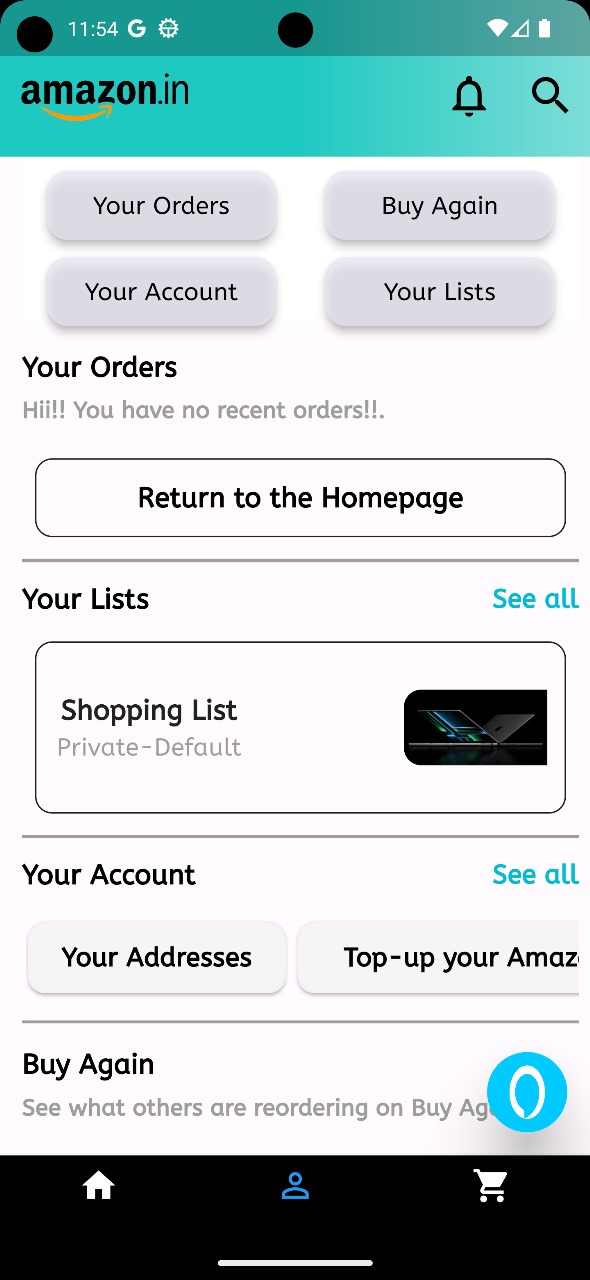 11:54
amazon.in
Your Orders
Buy Again
Your Account
Your Lists
Your Orders
Hii!! You have no recent orders!!.
Return to the Homepage
Your Lists
See all
Shopping List
Private-Default
Your Account
See all
Your Addresses
Top-up your Amaz
Buy Again
See what others are reordering on Buy Ag